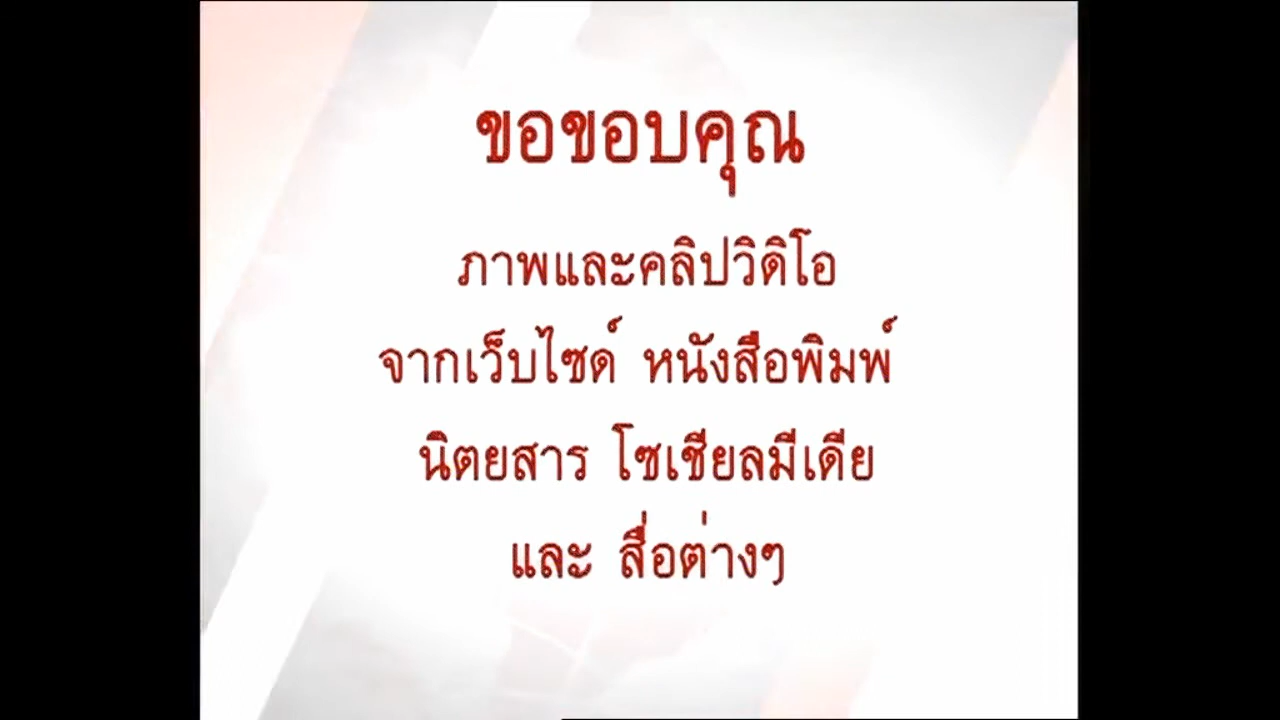 ขอขอบคุณ
ภาพและคลิปวิดิโอ
จากเว็บไซด์ หนังสือพิมพ์
นิตยสาร โซเชียลมีเดีย
และ สื่อต่างๆ